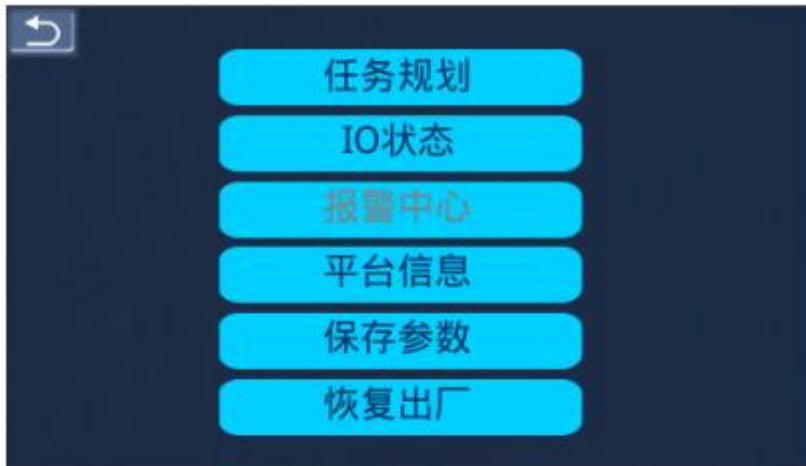 任务规划
IO状态
报警中心
平台信息
保存参数
恢复出厂